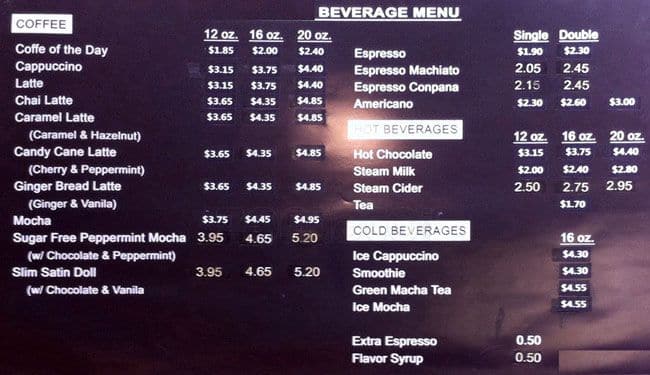 BEVERAGE MENU
COFFEE
12 oz. 16 oz. 20 oz.
Coffe of the Day $1.85 $2.00 $2.40
Cappuccino $3.15 $3.75 $4.40
Latte $3.15 $3.75 $4.40
Chai Latte $3.65 $4.35 $4.85
Caramel Latte $3.65 $4.35 $4.85
(Caramel & Hazelnut)
Candy Cane Latte $3.65 $4.35 $4.85
(Cherry & Peppermint)
Ginger Bread Latte $3.65 $4.35 $4.85
(Ginger & Vanila)
Mocha $3.75 $4.45 $4.95
Sugar Free Peppermint Mocha 3.95 4.65 5.20
(w/ Chocolate & Peppermint)
Slim Satin Doll 3.95 4.65 5.20
(w/ Chocolate & Vanila
Single Double
Espresso $1.90 $2.30
Espresso Machiato 2.05 2.45
Espresso Conpana 2.15 2.45
Americano $2.30 $2.60 $3.00
HOT BEVERAGES
12 oz. 16 oz. 20 oz.
Hot Chocolate $3.15 $3.75 $4.40
Steam Milk $2.00 $2.40 $2.80
Steam Cider 2.50 2.75 2.95
Tea $1.70
COLD BEVERAGES
16 oz.
Ice Cappuccino $4.30
Smoothie $4.30
Green Macha Tea $4.55
Ice Mocha $4.55
Extra Espresso 0.50
Flavor Syrup 0.50